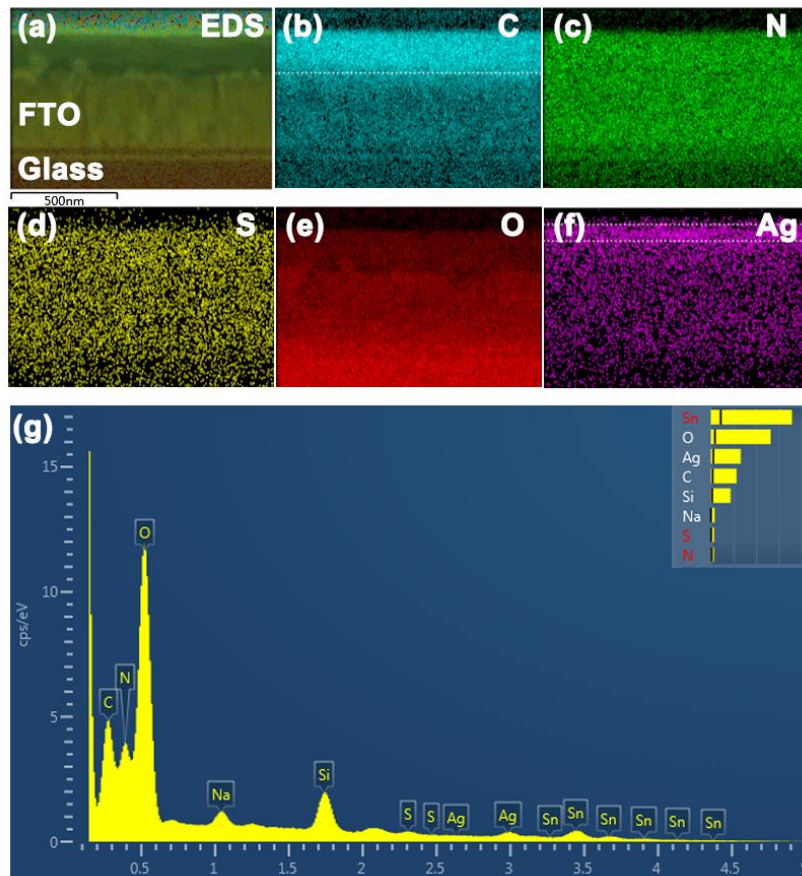 (a) EDS
FTO
Glass
500nm
(b) C
(c) N
(d) S
(e) O
(f) Ag
(g)
cps/eV
15
10
5
0
C
N
O
Na
Si
S
S
Ag
Ag
Sn
Sn
Sn
Sn
Sn
Sn
0.5
1
1.5
2
2.5
3
3.5
4
4.5
Sn
O
Ag
C
Si
Na
S
N